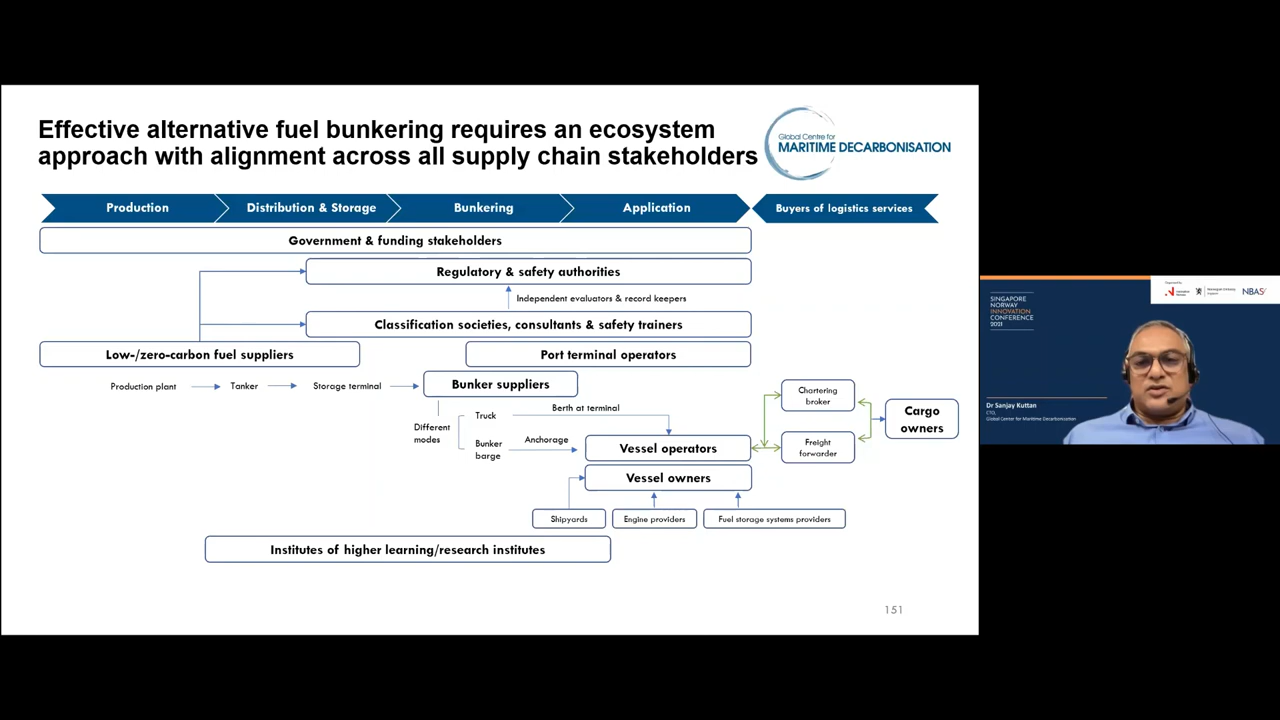 Effective alternative fuel bunkering requires an ecosystem
approach with alignment across all supply chain stakeholders
Global Centre for
MARITIME DECARBONISATION
Production
Distribution & Storage
Bunkering
Application
Buyers of logistics services
Government & funding stakeholders
Regulatory & safety authorities
Independent evaluators & record keepers
Classification societies, consultants & safety trainers
Low-/zero-carbon fuel suppliers
Port terminal operators
Production plant
Tanker
Storage terminal
Bunker suppliers
Different
modes
Truck
Berth at terminal
Bunker
barge
Anchorage
Vessel operators
Vessel owners
Chartering
broker
Freight
forwarder
Cargo
owners
Shipyards
Engine providers
Fuel storage systems providers
Institutes of higher learning/research institutes
151
SINGAPORE
NORWAY
INNOVATION
CONFERENCE
2021
NBAS
Dr Sanjay Kuttan
CTO,
Global Center for Maritime Decarbonisation